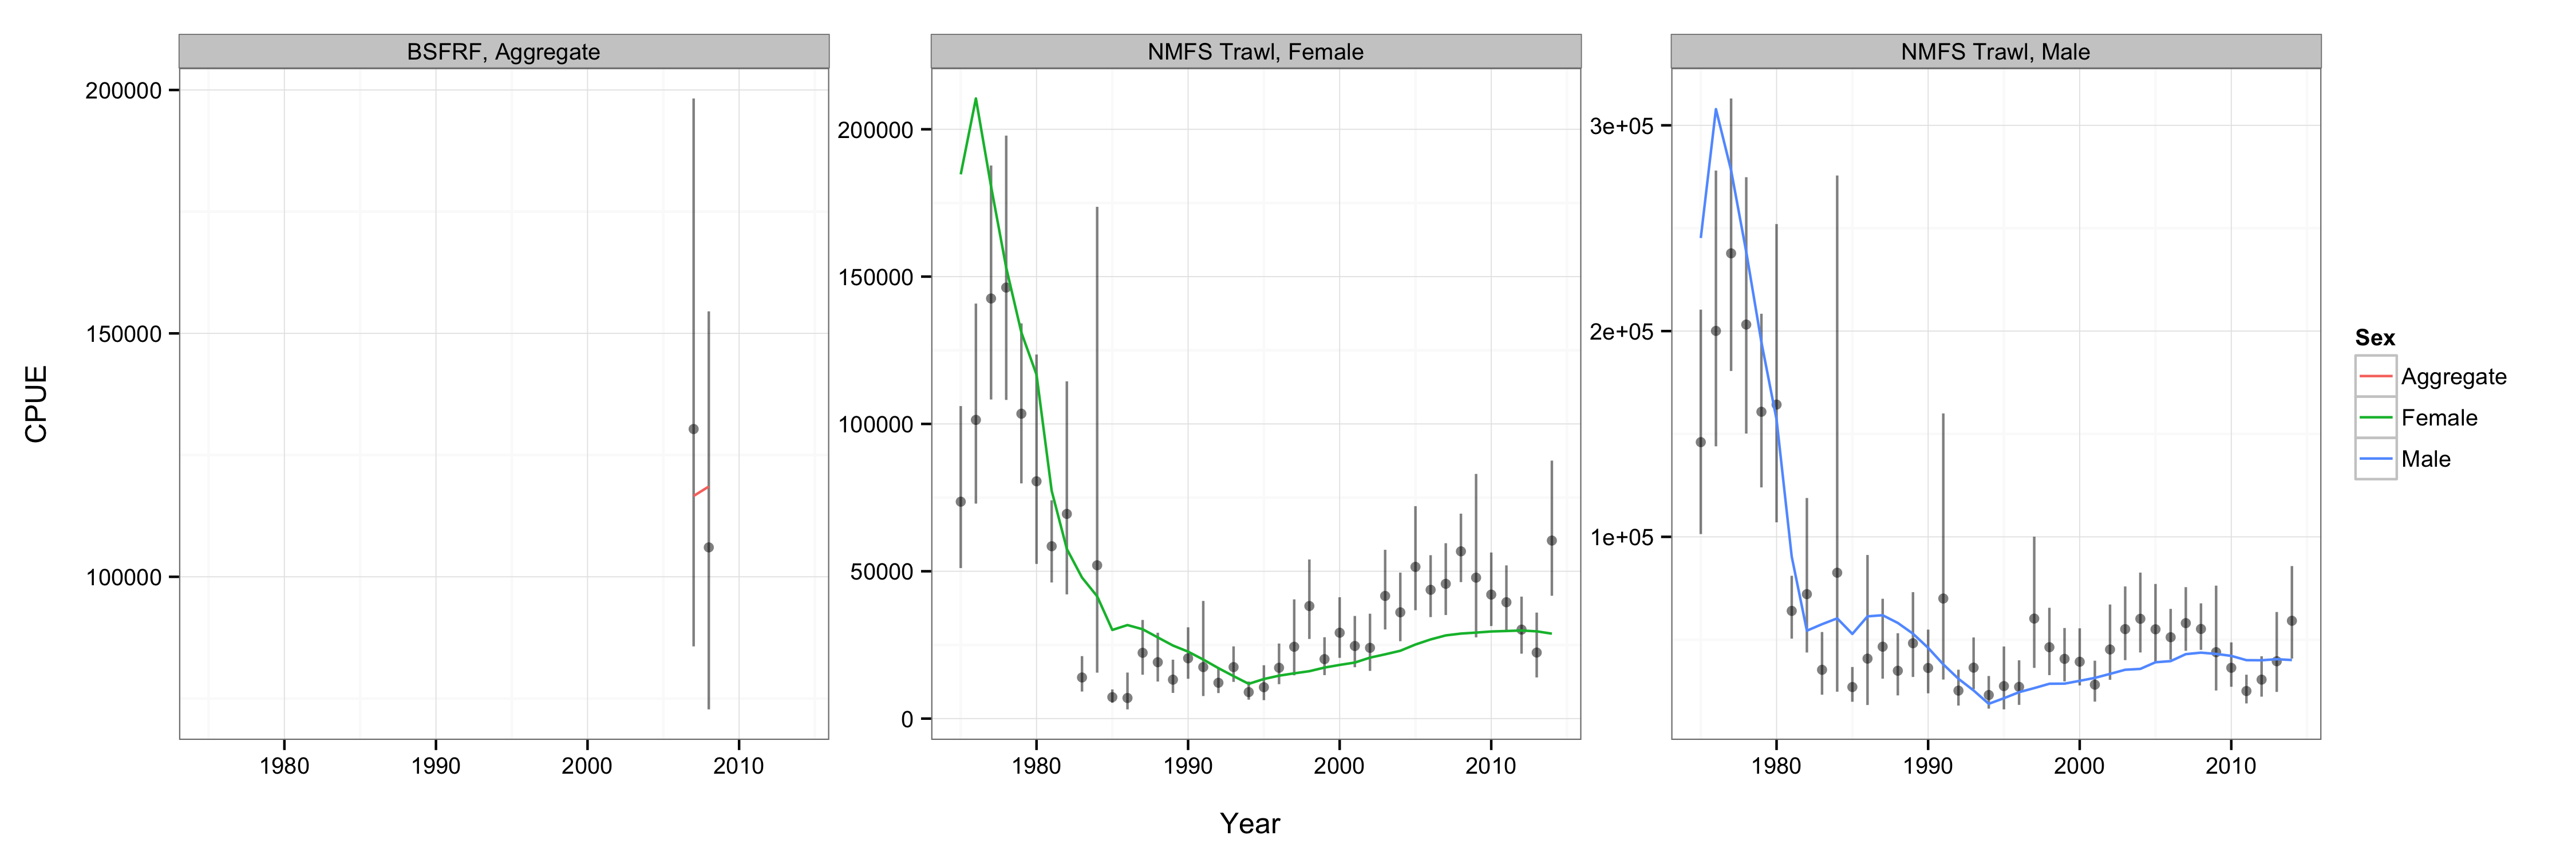 BSFRF, Aggregate
NMFS Trawl, Female
NMFS Trawl, Male
CPUE
200000
150000
100000
200000
150000
100000
50000
0
3e+05
2e+05
1e+05
1980 1990 2000 2010
1980 1990 2000 2010
1980 1990 2000 2010
Year
Sex
Aggregate
Female
Male